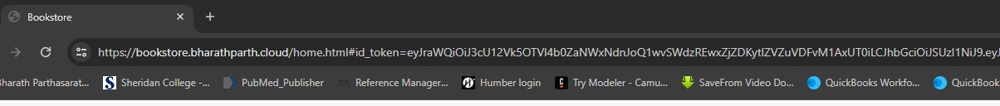 Bookstore
https://bookstore.bharathparth.cloud/home.html#id_token=eyJraWQiOiJ3cU12Vk5OTVl4b0ZaNWxNdnJoQ1wvSWdzREwxZjZDKytlZVZuVDFvM1AxUT0iLCJhbGciOiJSUzI1NiJ9.eyJ
Bharath Parthasarat... Sheridan College -... PubMed_Publisher Reference Manager... Humber login Try Modeler - Camu... SaveFrom Video Do... QuickBooks Workfo... QuickBook